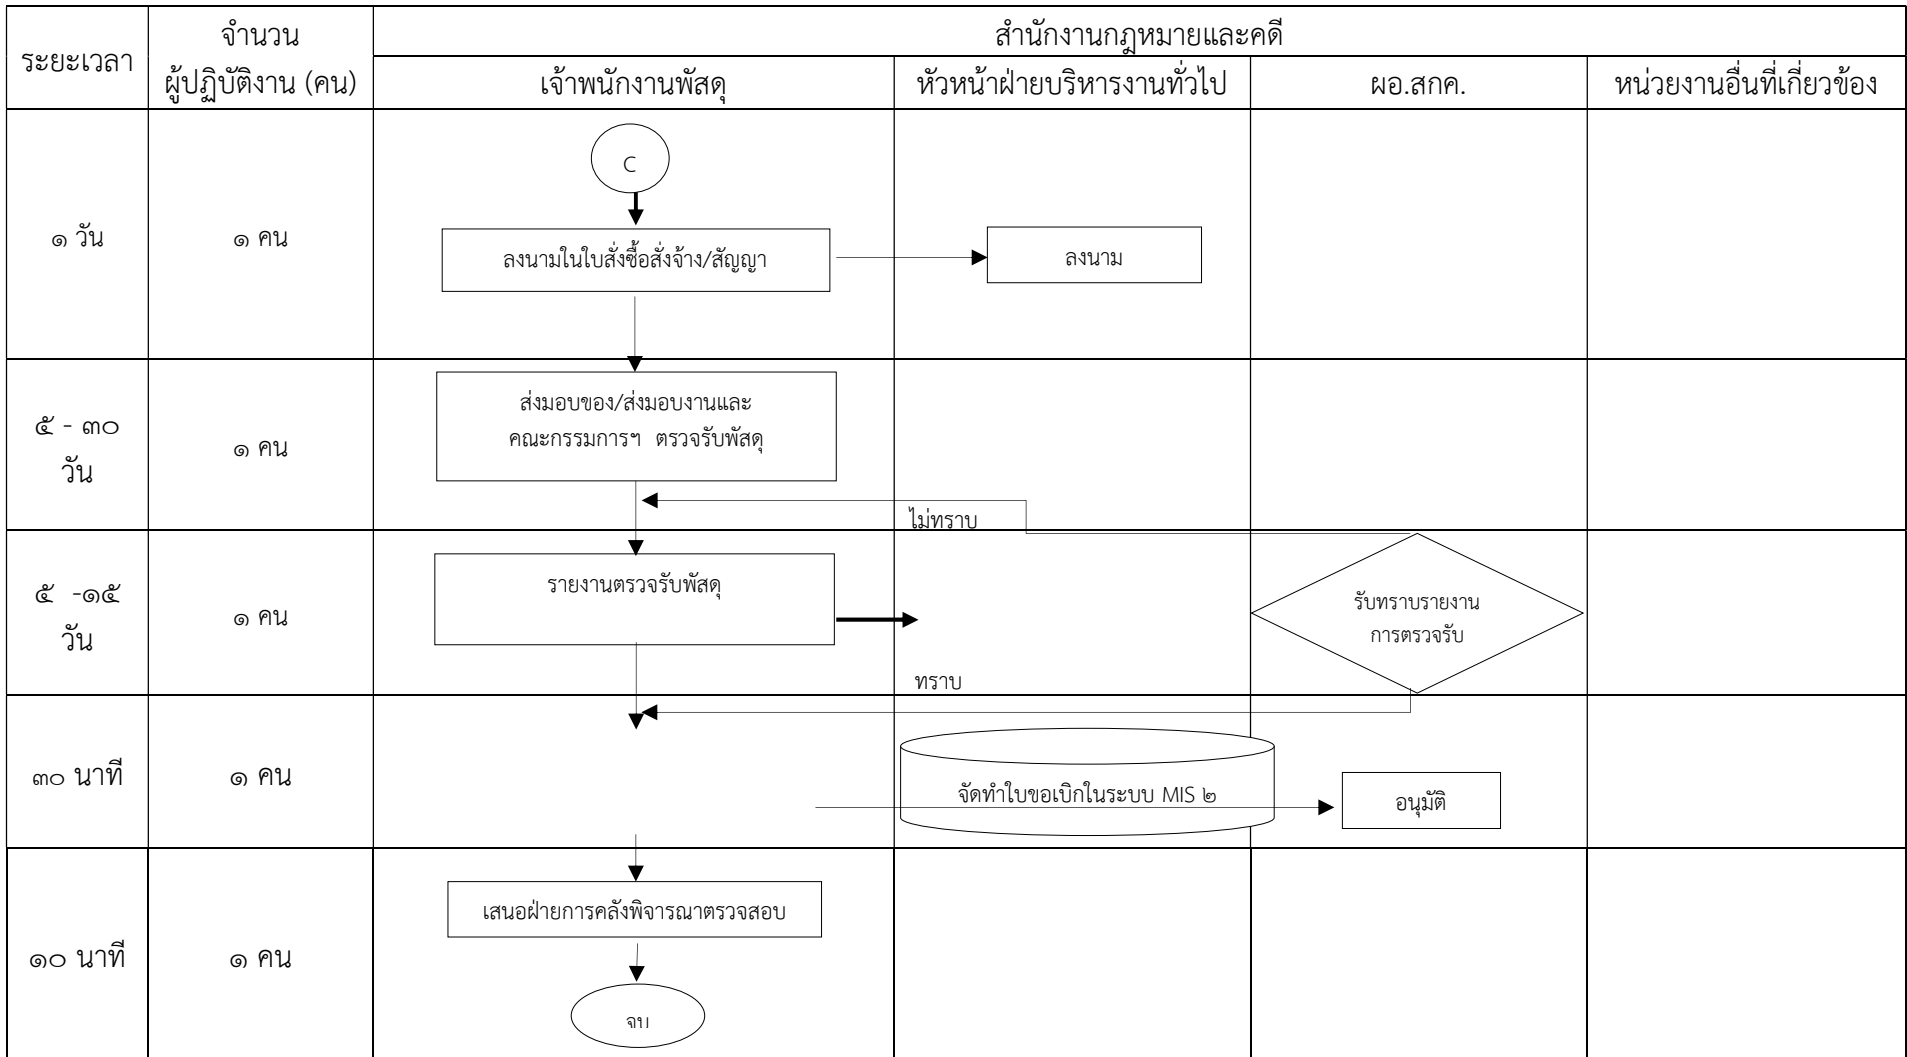 ระยะเวลา
จำนวน
ผู้ปฏิบัติงาน (คน)
สำนักงานกฎหมายและคดี
เจ้าพนักงานพัสดุ
หัวหน้าฝ่ายบริหารงานทั่วไป
ผอ.สกค.
หน่วยงานอื่นที่เกี่ยวข้อง
๑ วัน
๑ คน
C
ลงนามในใบสั่งซื้อสั่งจ้าง/สัญญา
ลงนาม
๕ - ๓๐
วัน
๑ คน
ส่งมอบของ/ส่งมอบงานและ
คณะกรรมการฯ ตรวจรับพัสดุ
ไม่ทราบ
๕ -๑๕
วัน
๑ คน
รายงานตรวจรับพัสดุ
รับทราบรายงาน
การตรวจรับ
ทราบ
๓๐ นาที
๑ คน
จัดทำใบขอเบิกในระบบ MIS ๒
อนุมัติ
๑๐ นาที
๑ คน
เสนอฝ่ายการคลังพิจารณาตรวจสอบ
จบ